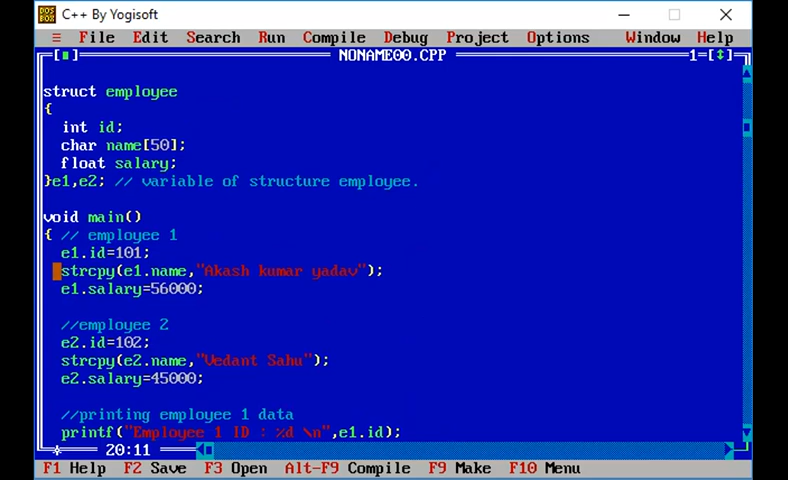 DOS BOX C++ By Yogisoft
≡ File Edit Search Run Compile Debug Project Options Window Help
[■] NONAME00.CPP 1=[↕]
struct employee
{
int id;
char name[50];
float salary;
}e1,e2; // variable of structure employee.
void main()
{ // employee 1
e1.id=101;
strcpy(e1.name,"Akash kumar yadav");
e1.salary=56000;
//employee 2
e2.id=102;
strcpy(e2.name,"Vedant Sahu");
e2.salary=45000;
//printing employee 1 data
printf("Employee 1 ID : %d \n",e1.id);
20:11
F1 Help F2 Save F3 Open Alt-F9 Compile F9 Make F10 Menu